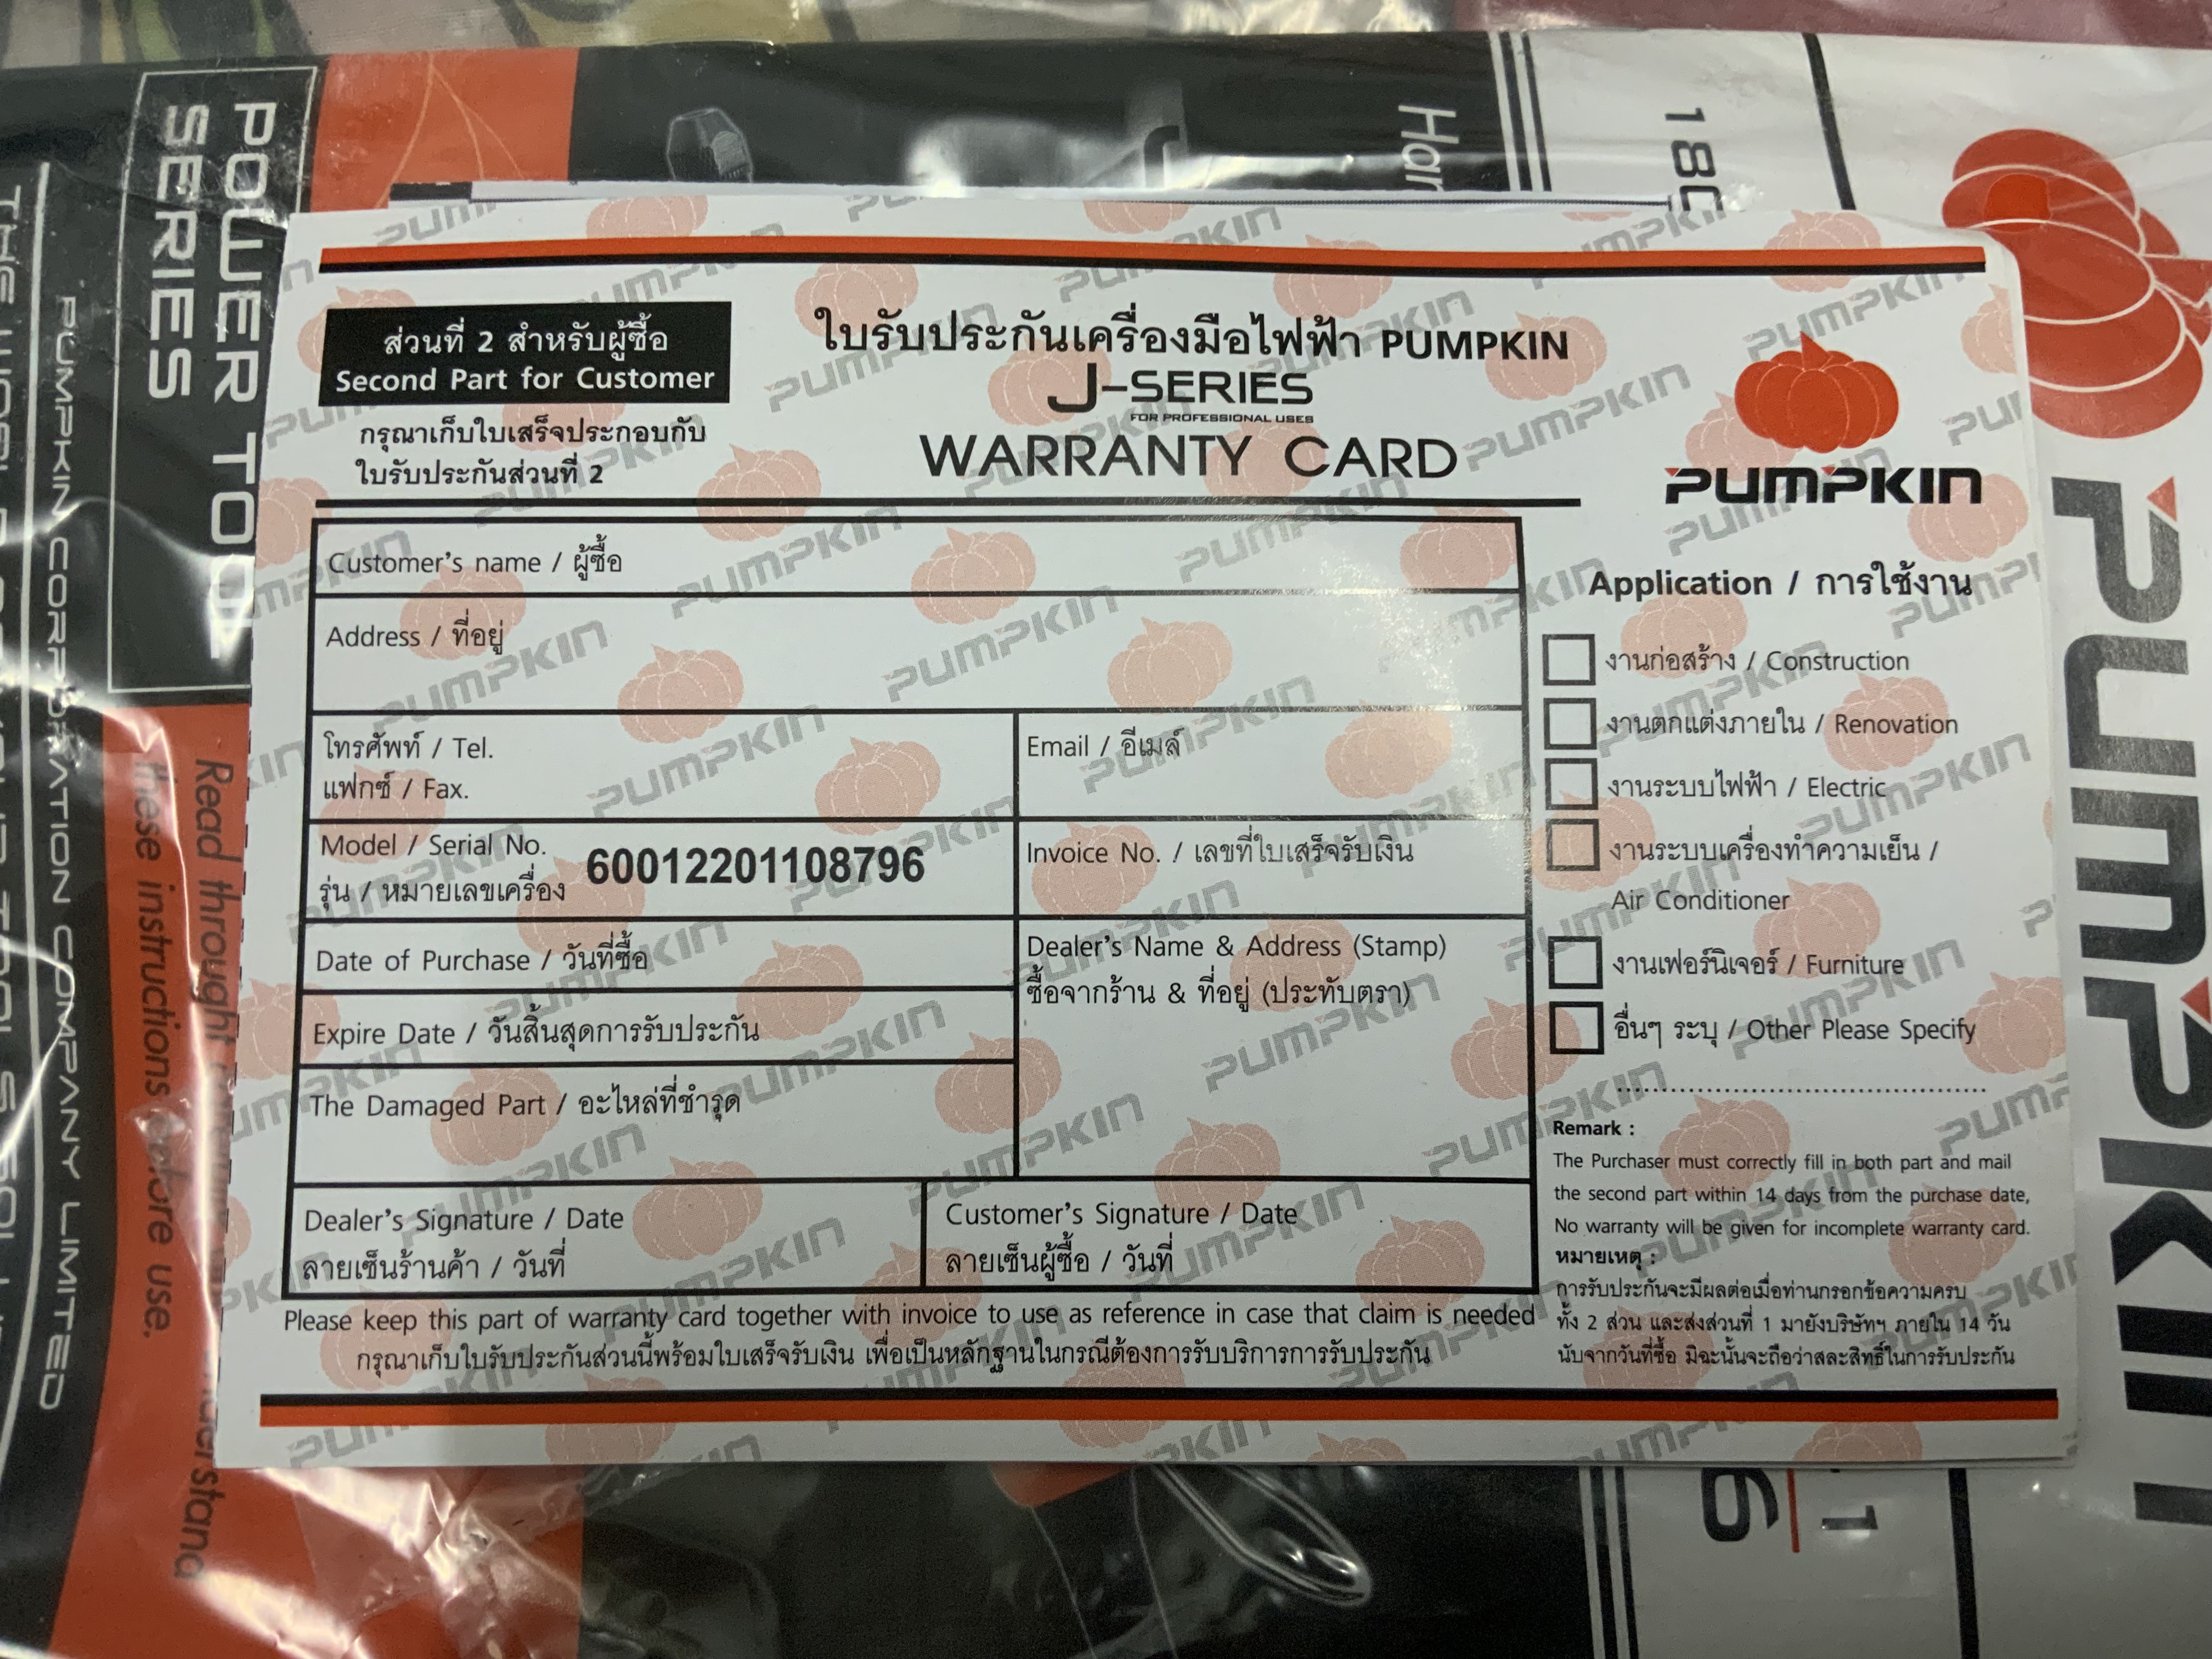 ส่วนที่ 2 สำหรับผู้ซื้อ
Second Part for Customer
กรุณาเก็บใบเสร็จประกอบกับ
ใบรับประกันส่วนที่ 2
ใบรับประกันเครื่องมือไฟฟ้า PUMPKIN
J-SERIES
FOR PROFESSIONAL USES
WARRANTY CARD
PUMPKIN
Customer's name / ผู้ซื้อ
Address / ที่อยู่
โทรศัพท์ / Tel.
แฟกซ์ / Fax.
Email / อีเมล์
Model / Serial No.
รุ่น / หมายเลขเครื่อง
60012201108796
Invoice No. / เลขที่ใบเสร็จรับเงิน
Date of Purchase / วันที่ซื้อ
Expire Date / วันสิ้นสุดการรับประกัน
The Damaged Part / อะไหล่ที่ชำรุด
Dealer's Name & Address (Stamp)
ซื้อจากร้าน & ที่อยู่ (ประทับตรา)
Dealer's Signature / Date
ลายเซ็นร้านค้า / วันที่
Customer's Signature / Date
ลายเซ็นผู้ซื้อ / วันที่
Please keep this part of warranty card together with invoice to use as reference in case that claim is needed
กรุณาเก็บใบรับประกันส่วนนี้พร้อมใบเสร็จรับเงิน เพื่อเป็นหลักฐานในกรณีต้องการรับบริการการรับประกัน
Application / การใช้งาน
งานก่อสร้าง / Construction
งานตกแต่งภายใน / Renovation
งานระบบไฟฟ้า / Electric
งานระบบเครื่องทำความเย็น /
Air Conditioner
งานเฟอร์นิเจอร์ / Furniture
อื่นๆ ระบุ / Other Please Specify
Remark :
The Purchaser must correctly fill in both part and mail
the second part within 14 days from the purchase date,
No warranty will be given for incomplete warranty card.
หมายเหตุ :
การรับประกันจะมีผลต่อเมื่อท่านกรอกข้อความครบ
ทั้ง 2 ส่วน และส่งส่วนที่ 1 มายังบริษัทฯ ภายใน 14 วัน
นับจากวันที่ซื้อ มิฉะนั้นจะถือว่าสละสิทธิ์ในการรับประกัน
POWER TOOL
SERIES
PUMPKIN CORPORATION COMPANY LIMITED
Read through
these instructions before use.
PUMPKIN